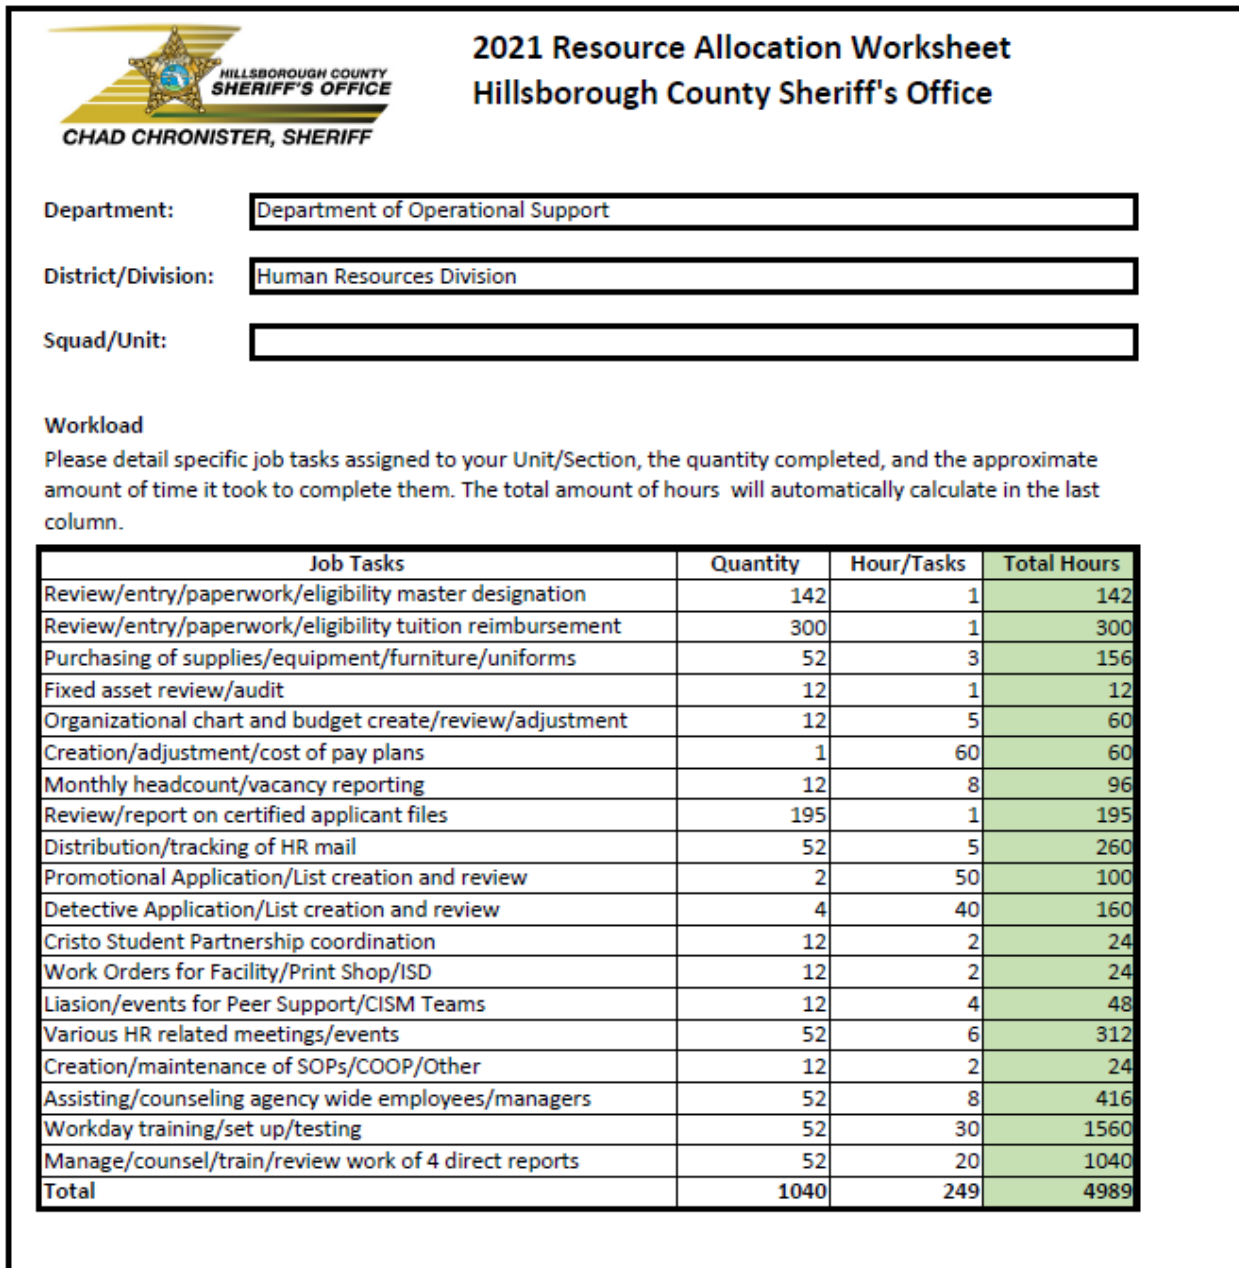 HILLSBOROUGH COUNTY
SHERIFF'S OFFICE
CHAD CHRONISTER, SHERIFF
2021 Resource Allocation Worksheet
Hillsborough County Sheriff's Office
Department: Department of Operational Support
District/Division: Human Resources Division
Squad/Unit:
Workload
Please detail specific job tasks assigned to your Unit/Section, the quantity completed, and the approximate
amount of time it took to complete them. The total amount of hours will automatically calculate in the last
column.
Job Tasks Quantity Hour/Tasks Total Hours
Review/entry/paperwork/eligibility master designation 142 1 142
Review/entry/paperwork/eligibility tuition reimbursement 300 1 300
Purchasing of supplies/equipment/furniture/uniforms 52 3 156
Fixed asset review/audit 12 1 12
Organizational chart and budget create/review/adjustment 12 5 60
Creation/adjustment/cost of pay plans 1 60 60
Monthly headcount/vacancy reporting 12 8 96
Review/report on certified applicant files 195 1 195
Distribution/tracking of HR mail 52 5 260
Promotional Application/List creation and review 2 50 100
Detective Application/List creation and review 4 40 160
Cristo Student Partnership coordination 12 2 24
Work Orders for Facility/Print Shop/ISD 12 2 24
Liasion/events for Peer Support/CISM Teams 12 4 48
Various HR related meetings/events 52 6 312
Creation/maintenance of SOPs/COOP/Other 12 2 24
Assisting/counseling agency wide employees/managers 52 8 416
Workday training/set up/testing 52 30 1560
Manage/counsel/train/review work of 4 direct reports 52 20 1040
Total 1040 249 4989